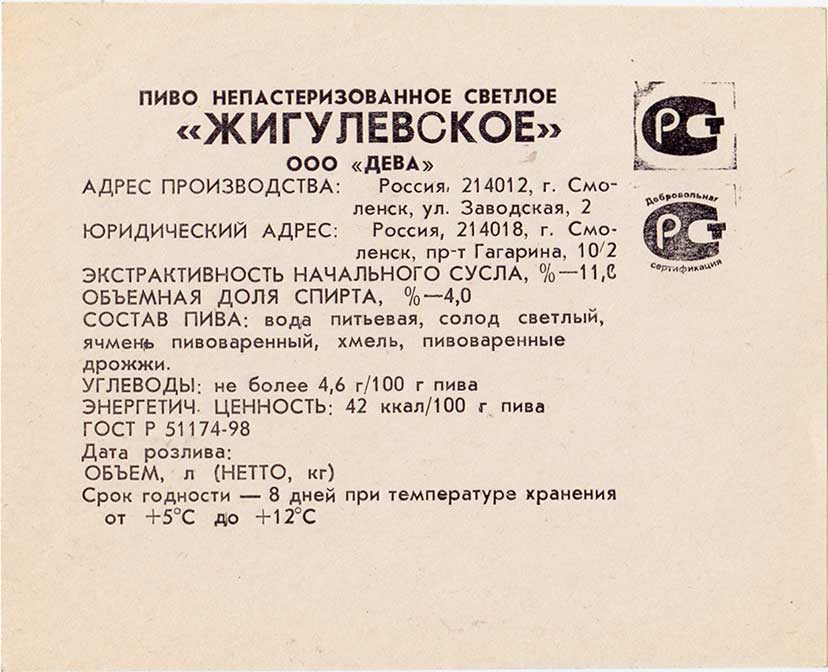 ПИВО НЕПАСТЕРИЗОВАННОЕ СВЕТЛОЕ
«ЖИГУЛЕВСКОЕ»
ООО «ДЕВА»
АДРЕС ПРОИЗВОДСТВА: Россия, 214012, г. Смо-
ленск, ул. Заводская, 2
ЮРИДИЧЕСКИЙ АДРЕС: Россия, 214018, г. Смо-
ленск, пр-т Гагарина, 10/2
ЭКСТРАКТИВНОСТЬ НАЧАЛЬНОГО СУСЛА, %—11,0
ОБЪЕМНАЯ ДОЛЯ СПИРТА, %—4,0
СОСТАВ ПИВА: вода питьевая, солод светлый,
ячмень пивоваренный, хмель, пивоваренные
дрожжи.
УГЛЕВОДЫ: не более 4,6 г/100 г пива
ЭНЕРГЕТИЧ. ЦЕННОСТЬ: 42 ккал/100 г пива
ГОСТ Р 51174-98
Дата розлива:
ОБЪЕМ, л (НЕТТО, кг)
Срок годности — 8 дней при температуре хранения
от +5°С до +12°С
РСТ
Добровольная
РСТ
сертификация